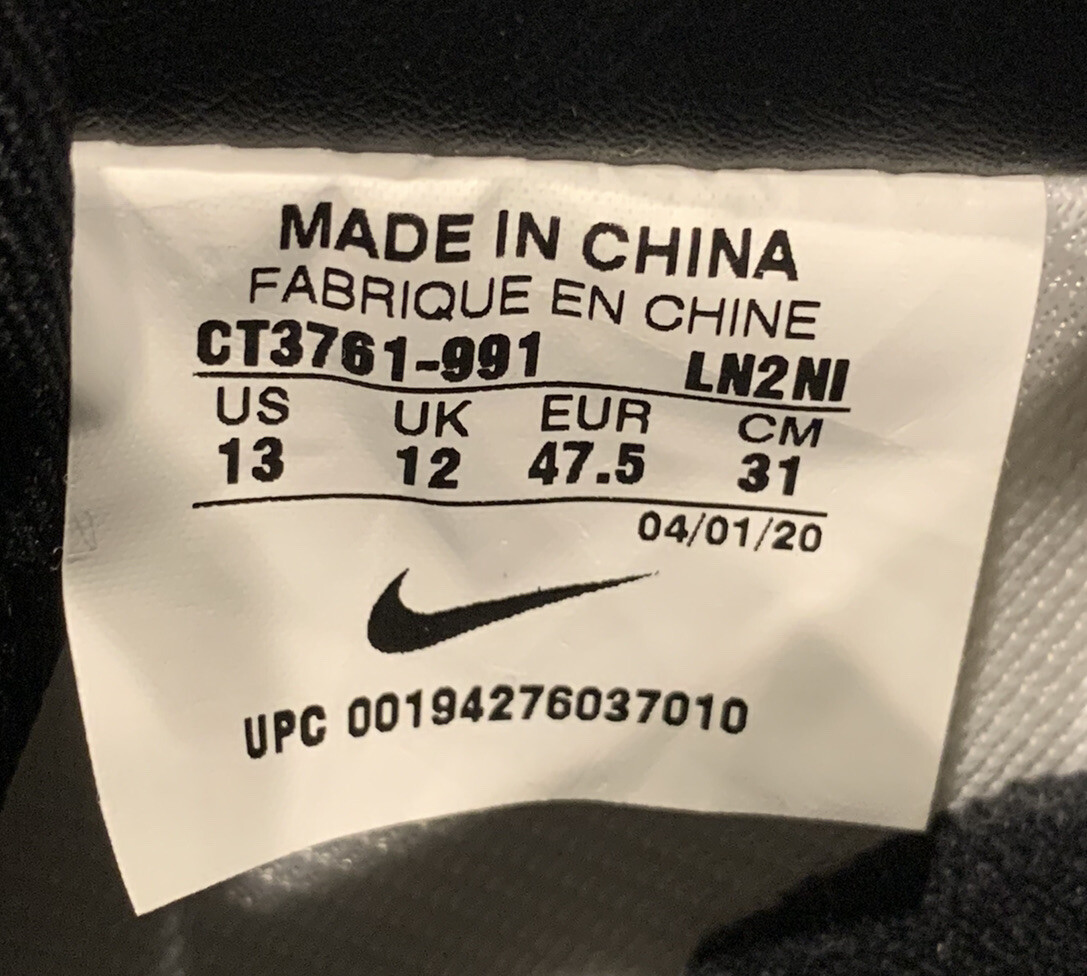 MADE IN CHINA
FABRIQUE EN CHINE
CT3761-991 LN2NI
US UK EUR CM
13 12 47.5 31
04/01/20
UPC 00194276037010